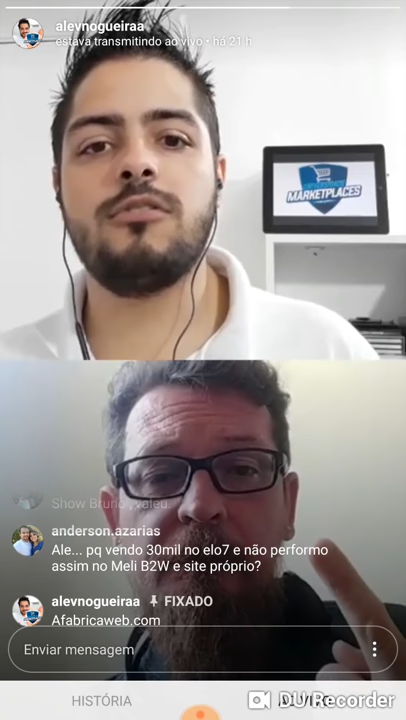 alevnogueiraa
estava transmitindo ao vivo • há 21 h
MARKETPLACES
Show Bruno, valeu.
anderson.azarias
Ale... pq vendo 30mil no elo7 e não performo
assim no Meli B2W e site próprio?
alevnogueiraa FIXADO
Afabricaweb.com
Enviar mensagem
HISTÓRIA
DU Recorder